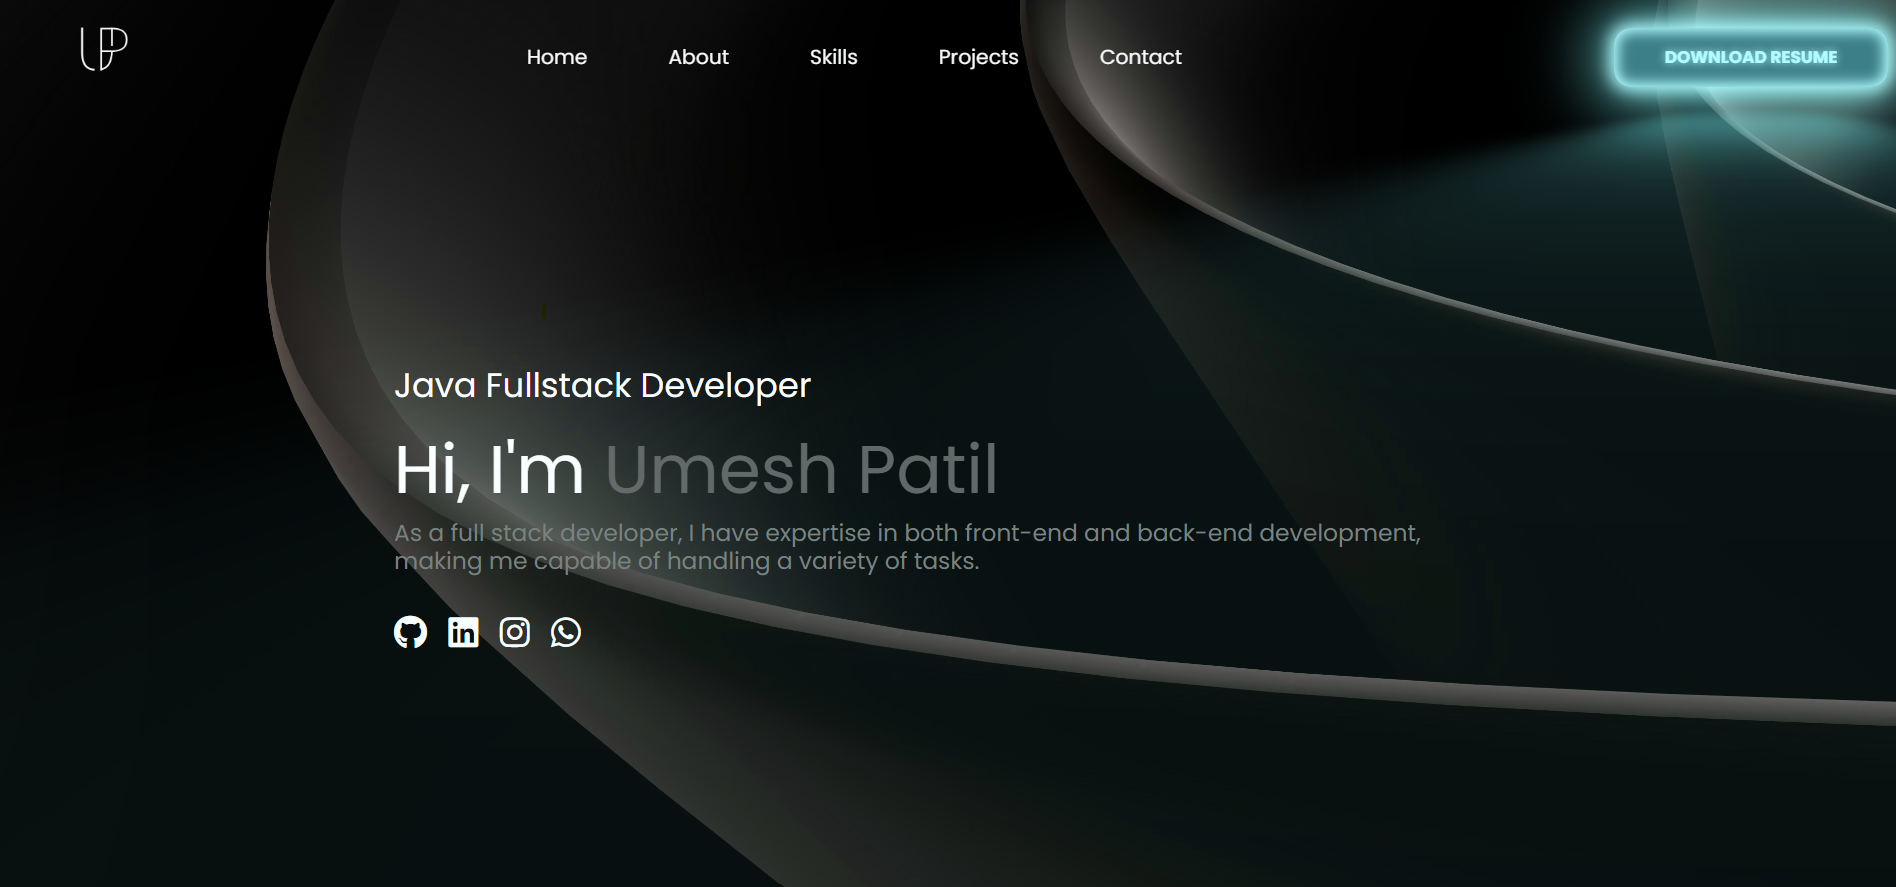 UP
Home About Skills Projects Contact
DOWNLOAD RESUME
Java Fullstack Developer
Hi, I'm Umesh Patil
As a full stack developer, I have expertise in both front-end and back-end development,
making me capable of handling a variety of tasks.
in